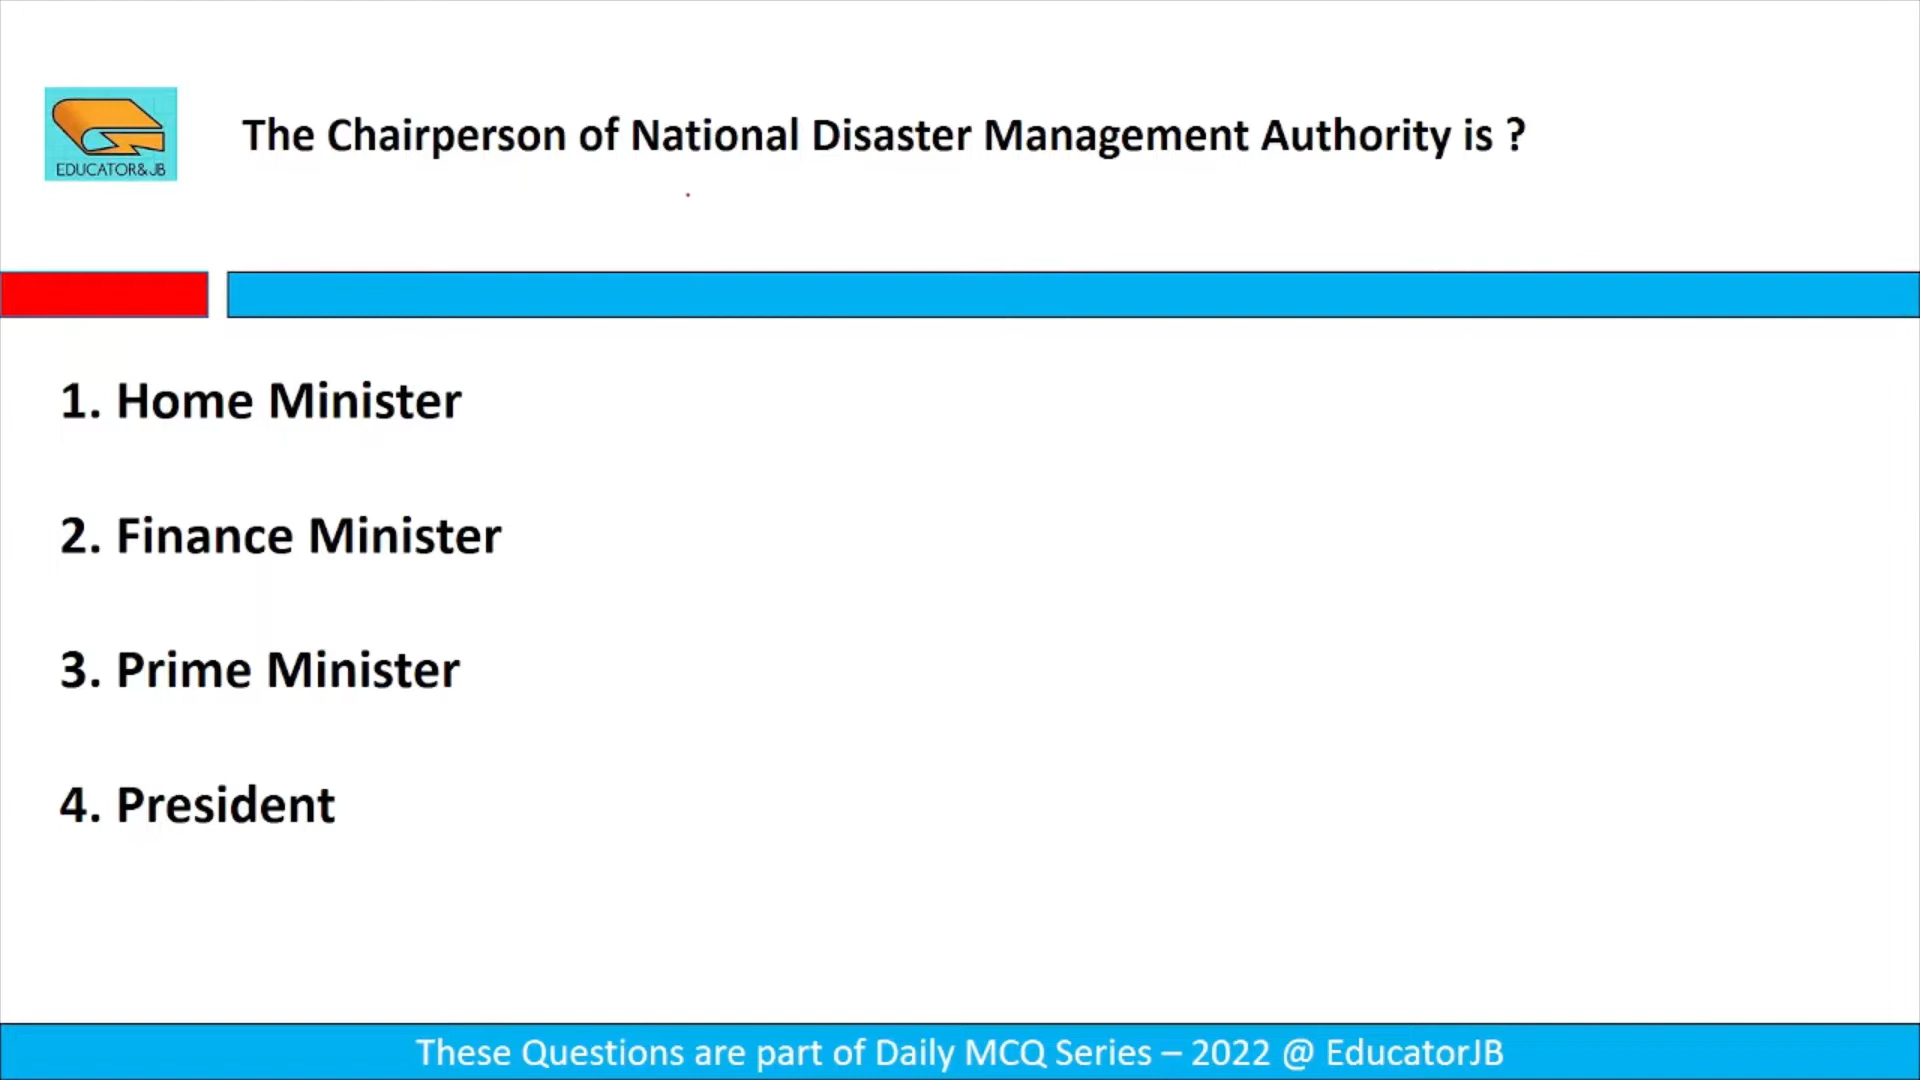 EDUCATOR&JB
The Chairperson of National Disaster Management Authority is ?
1. Home Minister
2. Finance Minister
3. Prime Minister
4. President
These Questions are part of Daily MCQ Series – 2022 @ EducatorJB